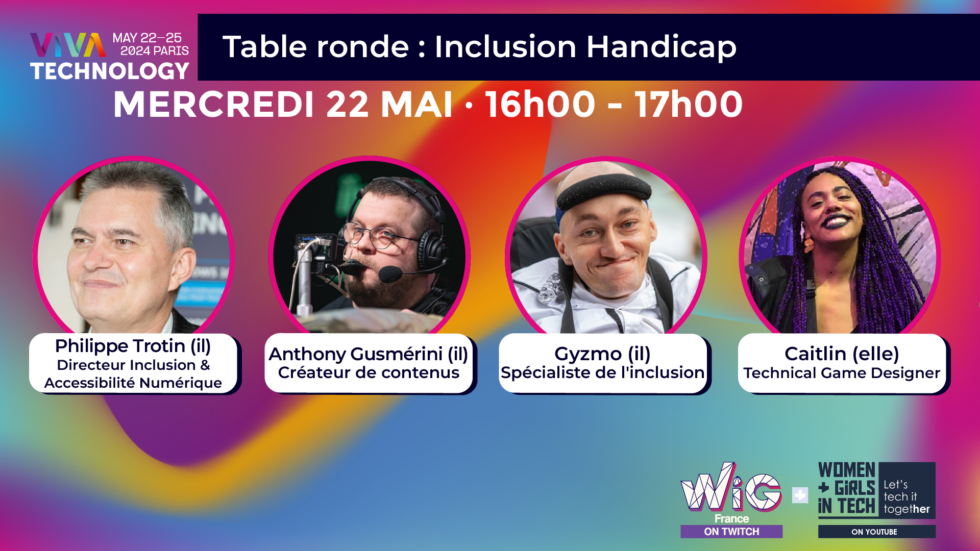 VIVA
TECHNOLOGY
MAY 22–25
2024 PARIS
Table ronde : Inclusion Handicap
MERCREDI 22 MAI · 16h00 - 17h00
Philippe Trotin (il)
Directeur Inclusion &
Accessibilité Numérique
Anthony Gusmérini (il)
Créateur de contenus
Gyzmo (il)
Spécialiste de l'inclusion
Caitlin (elle)
Technical Game Designer
WiG
France
ON TWITCH
WOMEN
+ GiRLS
iN TECH
Let's
tech it
together
ON YOUTUBE